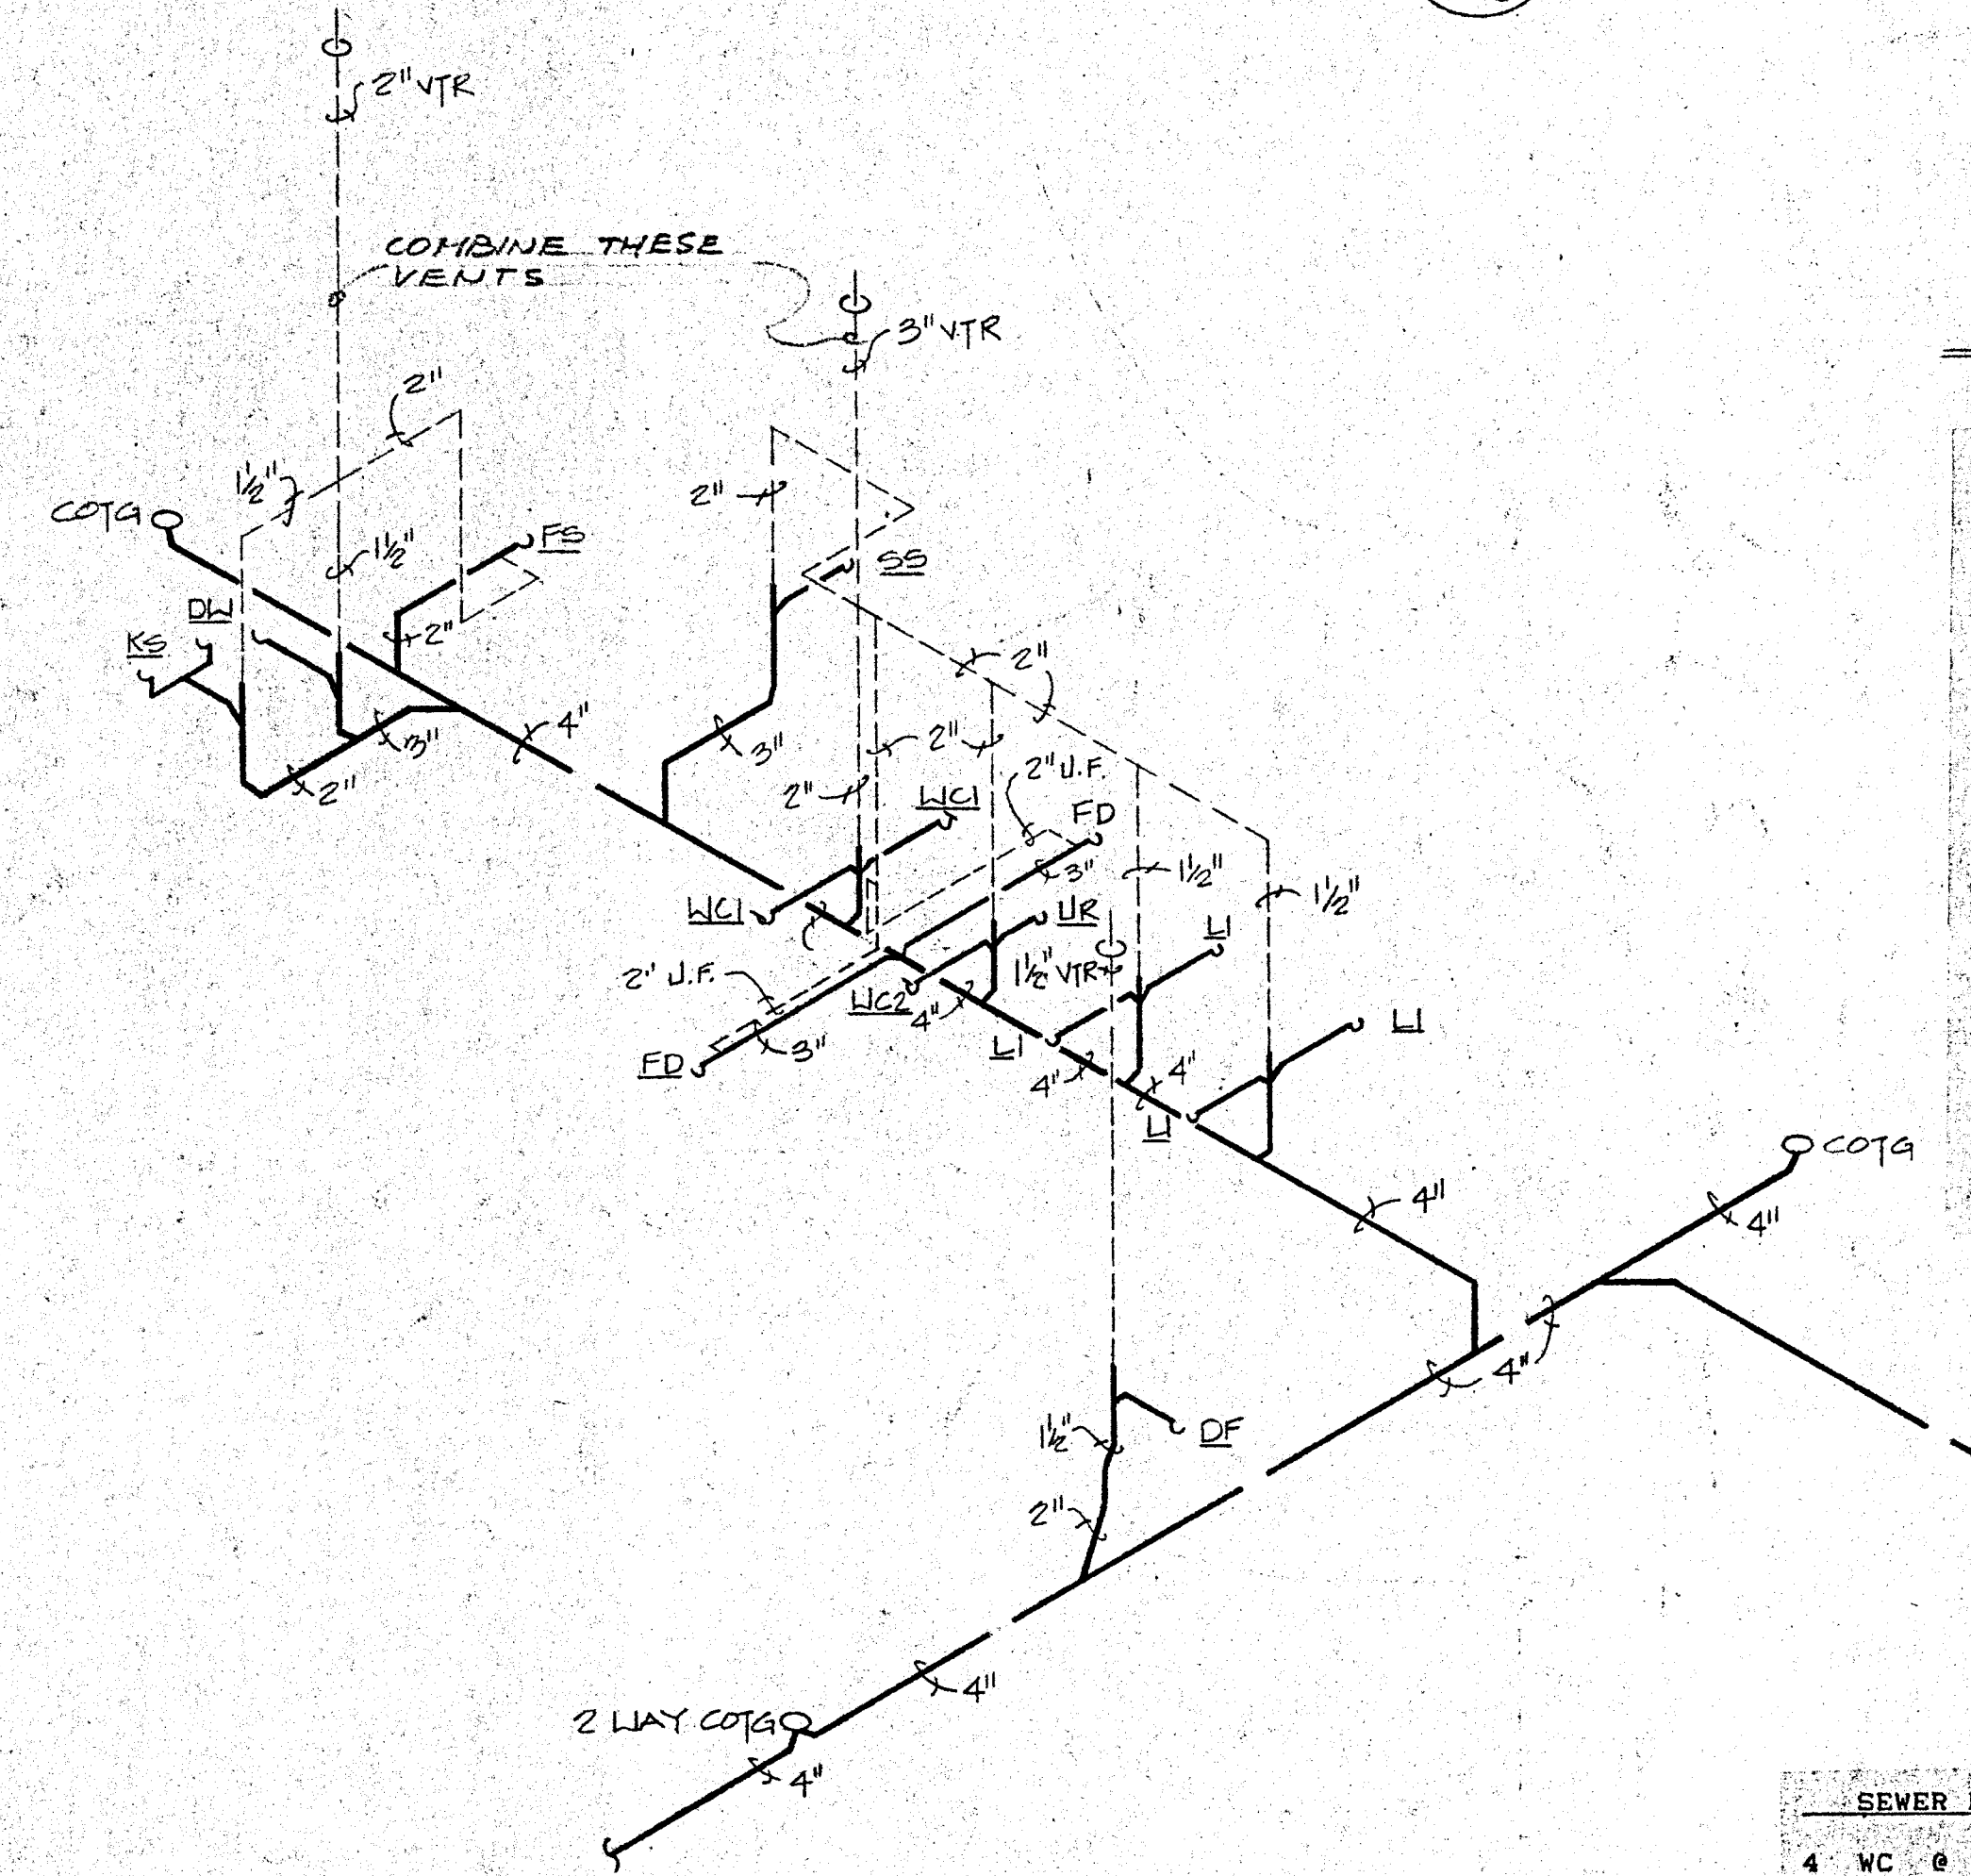 2" VTR
COMBINE THESE
VENTS
3" VTR
2"
1½"
2"
COTG
1½"
FS
SS
DW
2"
KS
2"
4"
3"
3"
2"
2" U.F.
2"
2"
WC1
FD
3"
1½"
1½"
WC1
UR
L1
1½" VTR
2" U.F.
WC2
4"
L1
L1
3"
FD
4"
4"
L1
COTG
4"
4"
4"
1½"
DF
2"
4"
2 WAY COTG
4"
SEWER
4 WC @